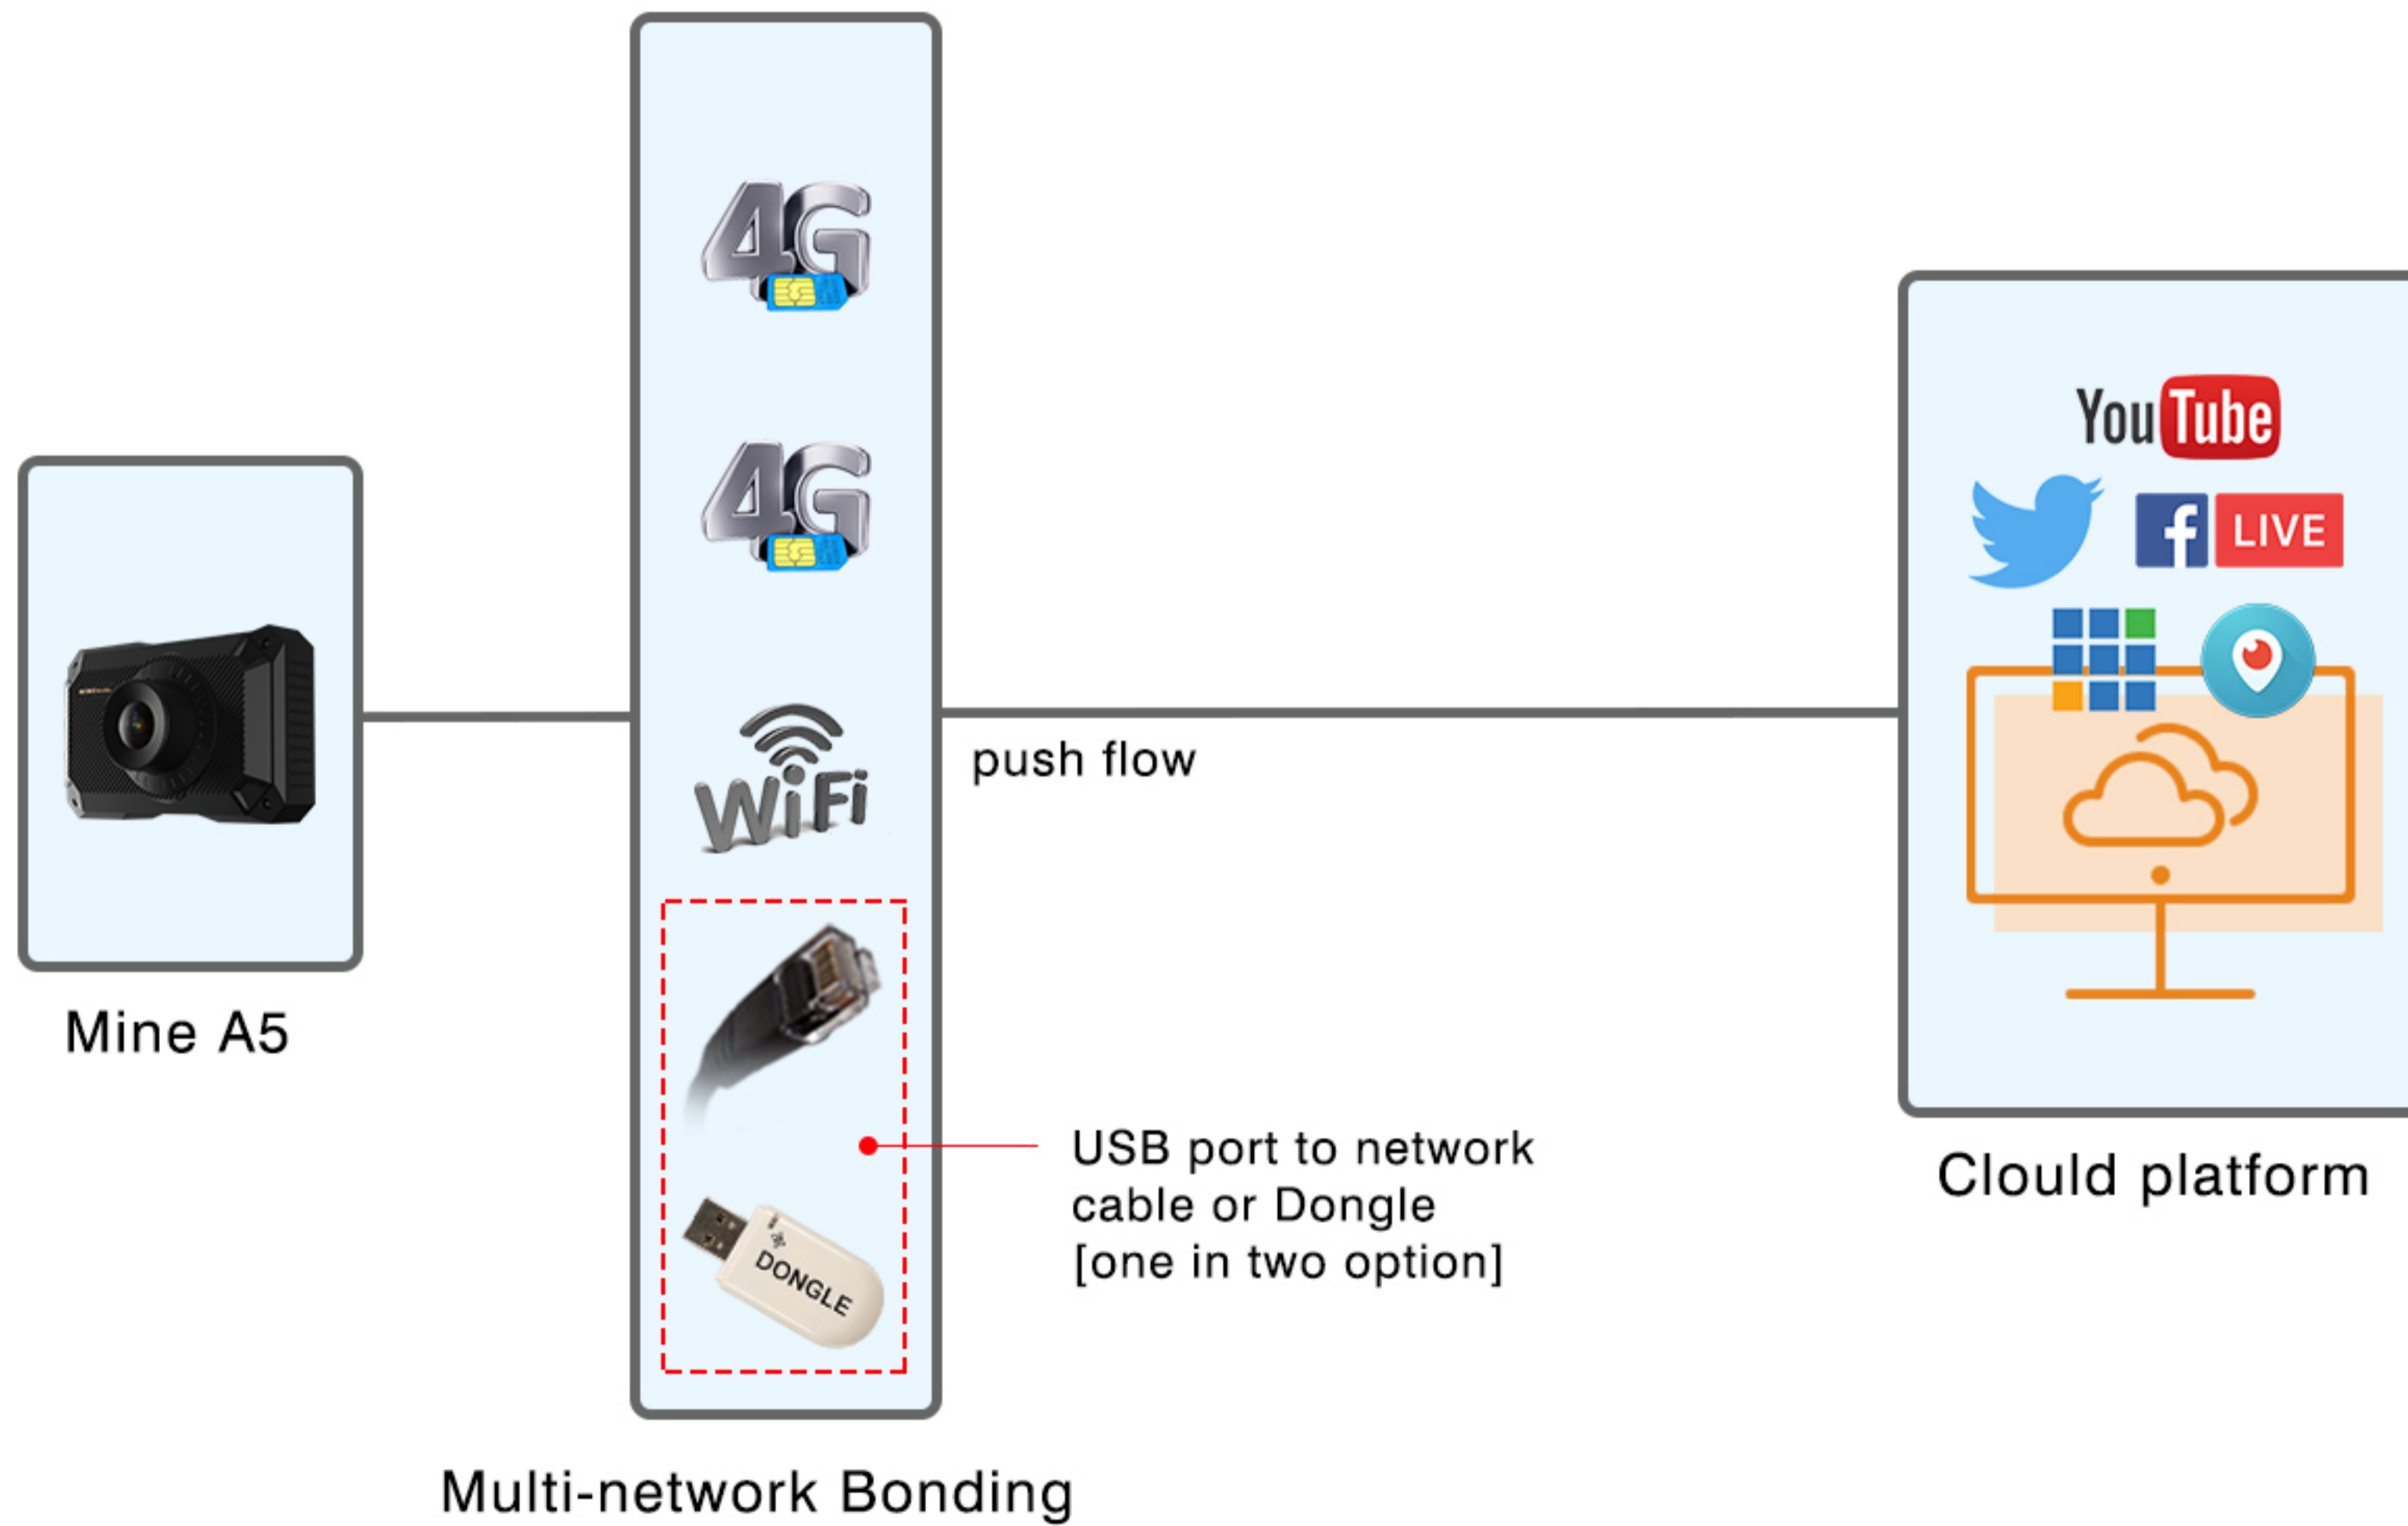 4G
4G
WiFi
DONGLE
Mine A5
push flow
USB port to network
cable or Dongle
[one in two option]
Multi-network Bonding
YouTube
f LIVE
Clould platform